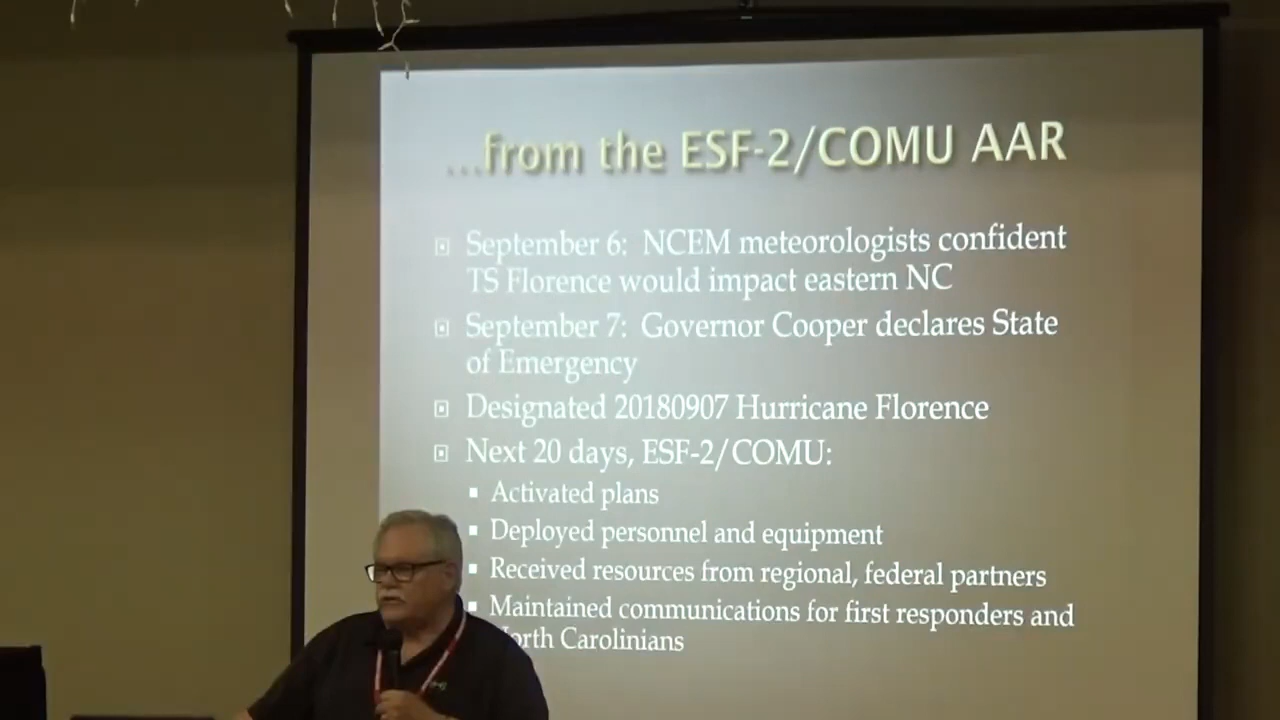 ...from the ESF-2/COMU AAR
September 6: NCEM meteorologists confident
TS Florence would impact eastern NC
September 7: Governor Cooper declares State
of Emergency
Designated 20180907 Hurricane Florence
Next 20 days, ESF-2/COMU:
Activated plans
Deployed personnel and equipment
Received resources from regional, federal partners
Maintained communications for first responders and
North Carolinians